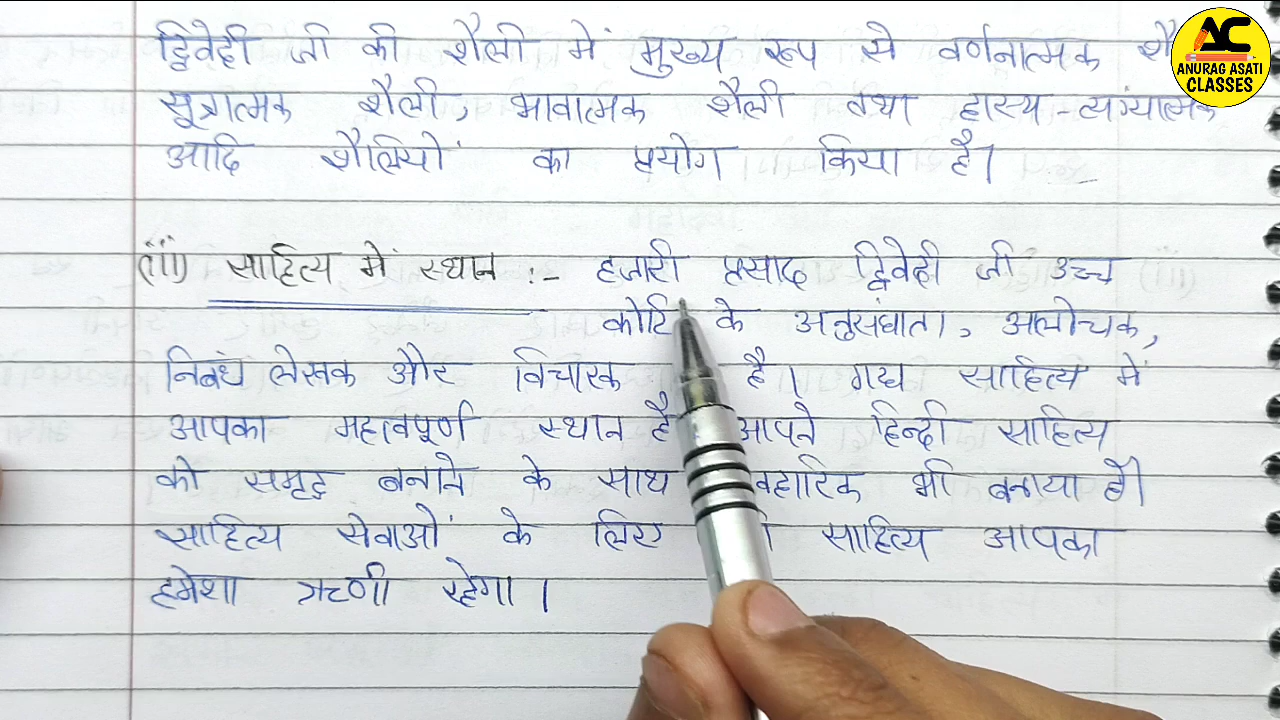 द्विवेदी जी की शैली में मुख्य रूप से वर्णनात्मक
सूत्रात्मक शैली, भावात्मक शैली तथा हास्य-व्यंग्यात्मक
आदि शैलियों का प्रयोग किया है।
(iii) साहित्य में स्थान :- हजारी प्रसाद द्विवेदी जी उच्च
कोटि के अनुसंधाता, आलोचक,
निबंध लेखक और विचारक है। गद्य साहित्य में
आपका महत्वपूर्ण स्थान है आपने हिन्दी साहित्य
को समृद्ध बनाने के साथ भी बनाया है।
साहित्य सेवाओं के लिए साहित्य आपका
हमेशा ऋणी रहेगा।
AC
ANURAG ASATI
CLASSES